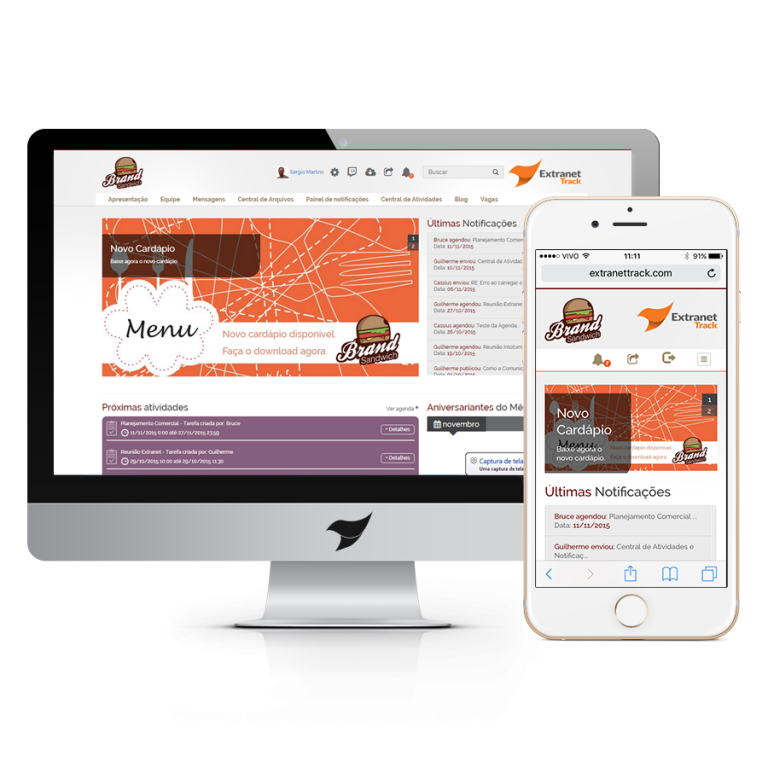 Brand
Sandwich
Sergio Martins
Buscar
Extranet
Track
Apresentação Equipe Mensagens Central de Arquivos Painel de notificações Central de Atividades Blog Vagas
Novo Cardápio
Baixe agora o novo cardápio
1
2
Menu
Novo cardápio disponível.
Faça o download agora.
Brand
Sandwich
Últimas Notificações
Bruce agendou: Planejamento Comer
Data: 11/11/2015
Guilherme enviou: Central de Ativida
Data: 10/11/2015
Cassius enviou: RE: Erro ao carregar o
Data: 06/11/2015
Guilherme agendou: Reunião Extrane
Data: 27/10/2015
Cassius agendou: Teste da Agenda...
Data: 26/10/2015
Guilherme agendou: Reunião Intotum
Data: 19/10/2015
Guilherme publicou: Como a Comunic
Próximas atividades
Ver agenda +
Planejamento Comercial - Tarefa criada por: Bruce
11/11/2015 0:00 até 27/11/2015 23:59
+ Detalhes
Reunião Extranet - Tarefa criada por: Guilherme
29/10/2015 10:00 até 29/10/2015 11:30
+ Detalhes
Aniversariantes do Mê
novembro
Captura de tela
Uma captura de tela
VIVO 11:11 91%
extranettrack.com
Brand
Sandwich
Extranet
Track
7
Novo
Cardápio
Baixe agora o
novo cardápio.
1
2
Menu
Novo cardápio disponível.
Faça o download agora.
Brand
Sandwich
Últimas Notificações
Bruce agendou: Planejamento Comercial ...
Data: 11/11/2015
Guilherme enviou: Central de Atividades e
Notificaç...